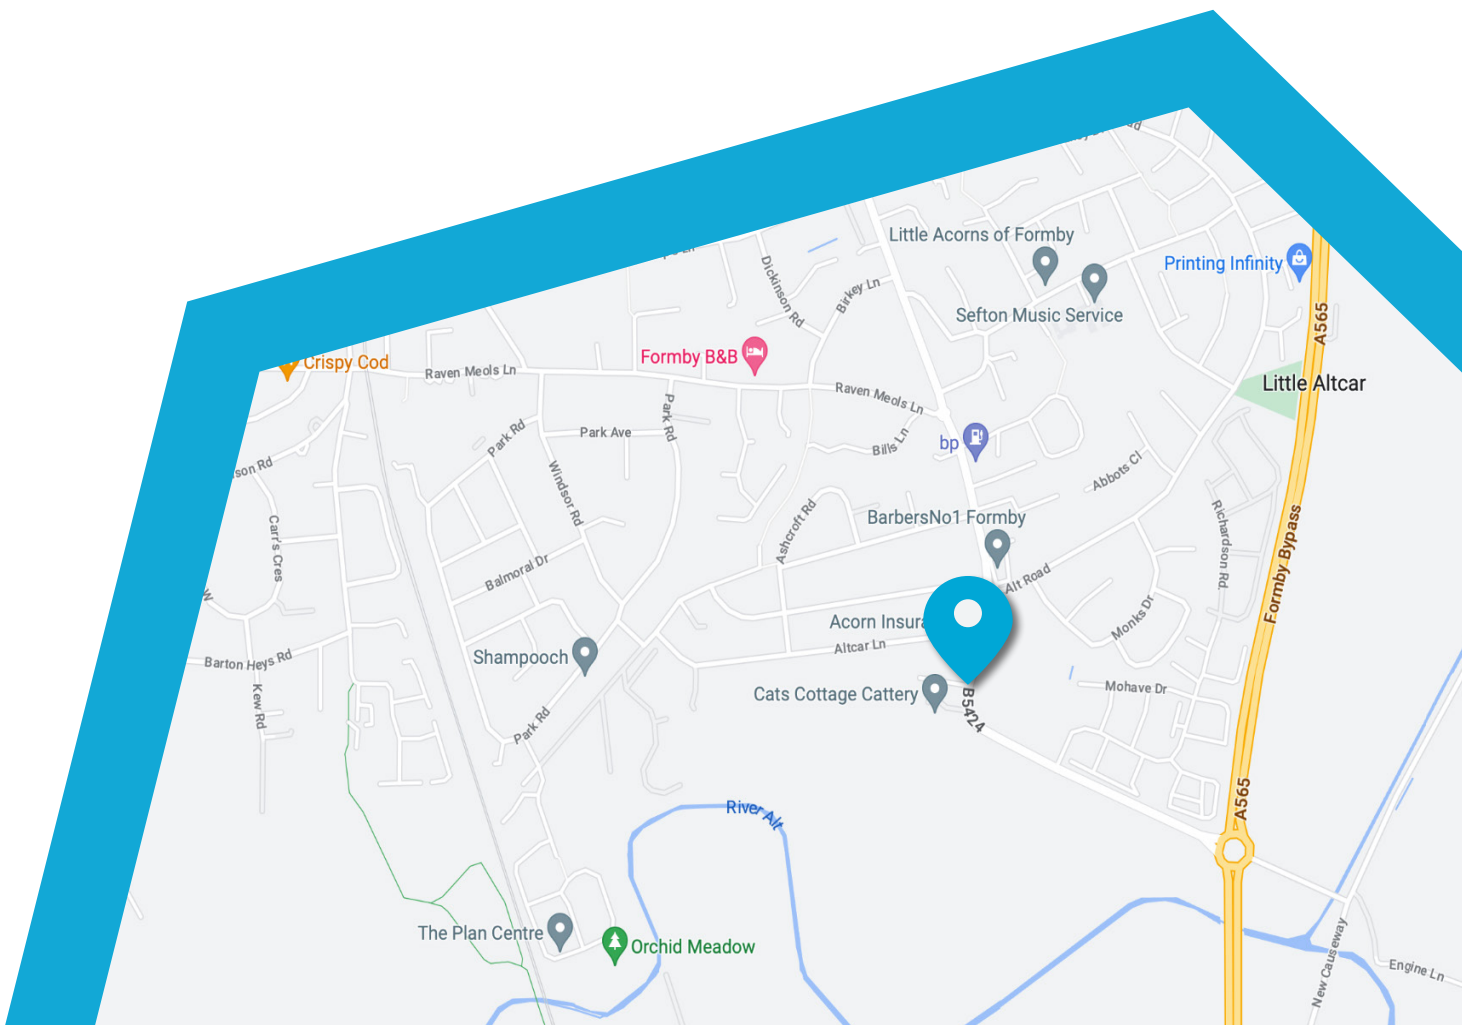 Little Acorns of Formby
Printing Infinity
Dickinson Rd
Birkey Ln
Sefton Music Service
A565
Formby B&B
Crispy Cod
Raven Meols Ln
Little Altcar
Raven Meols Ln
Park Rd
Park Rd
Park Ave
bp
Bills Ln
son Rd
Windsor Rd
Abbots Cl
Carr's Cres
Ashcroft Rd
BarbersNo1 Formby
Richardson Rd.
Formby Bypass
Balmoral Dr
Alt Road
W
Acorn Insura
Monks Dr
Altcar Ln
Barton Heys Rd
Shampooch
Kew Rd
Cats Cottage Cattery
B5424
Mohave Dr
Park Rd
River Alt
A565
The Plan Centre
Orchid Meadow
New Causeway
Engine Ln